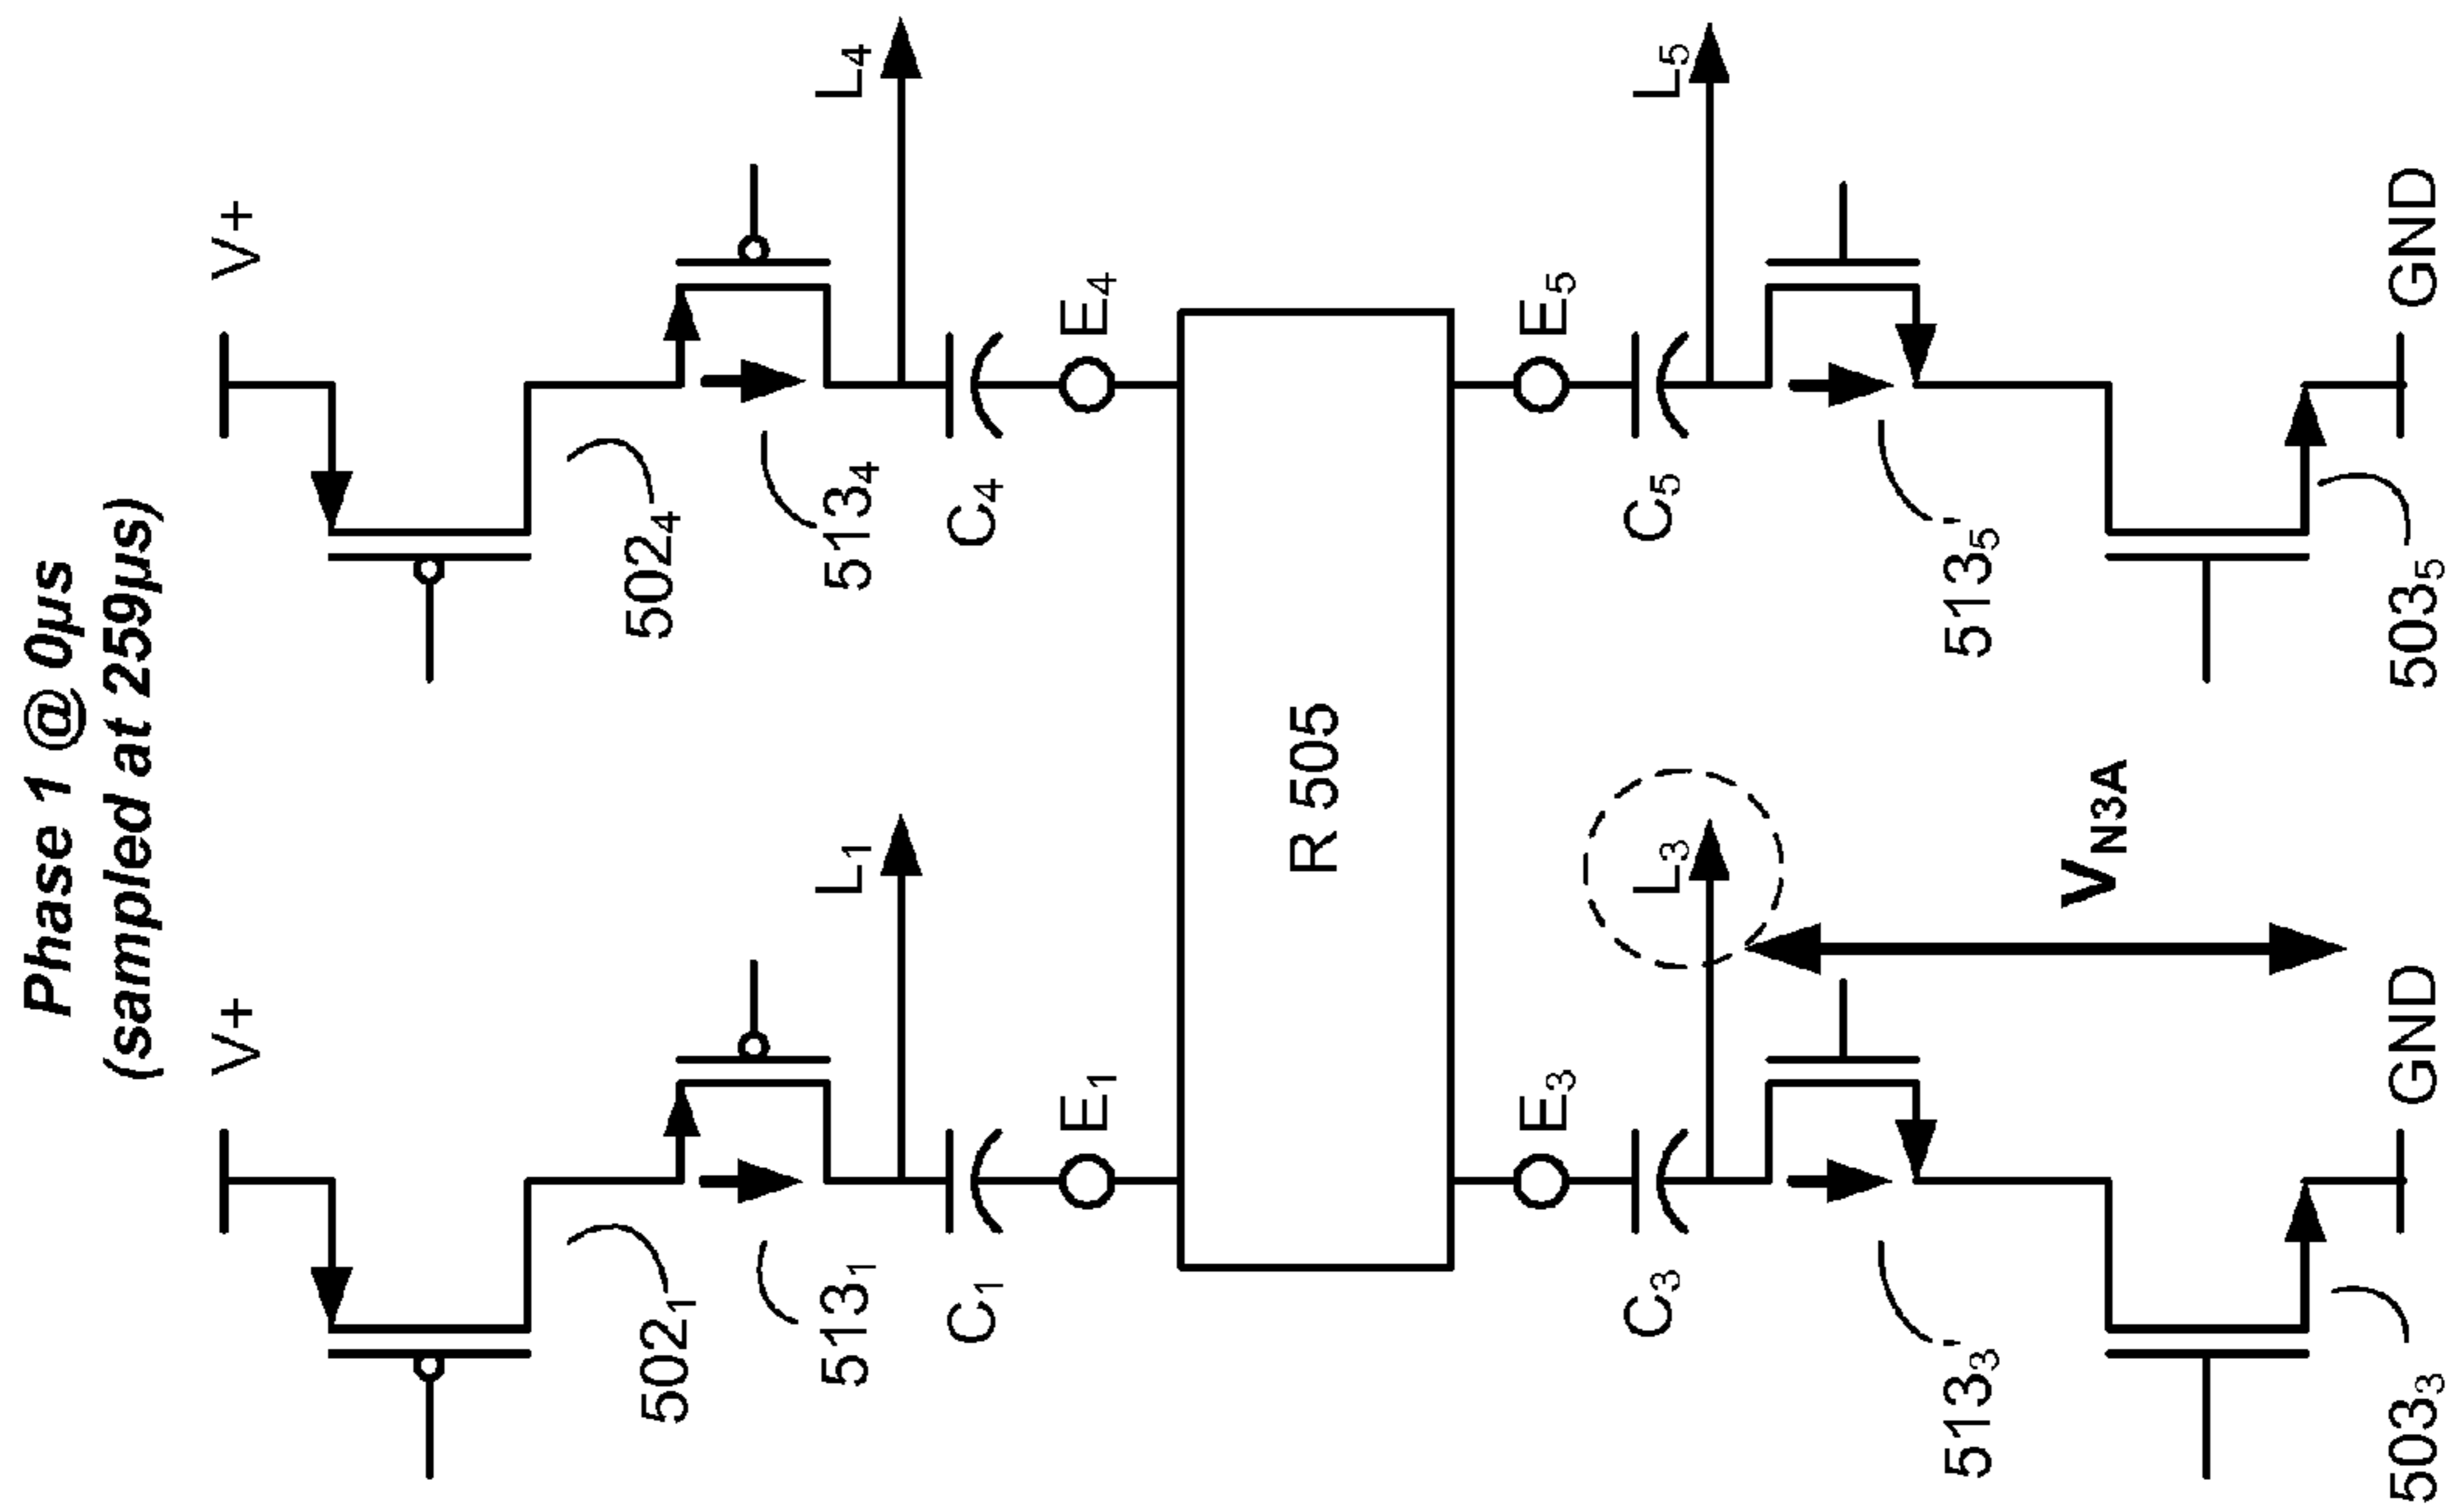 Phase 1 @ 0µs
(sampled at 259µs)
V+
V+
502₁
502₄
513₁
513₄
L₁
L₄
C₁
C₄
E₁
E₄
R 505
E₃
E₅
C₃
C₅
L₃
L₅
513₃'
513₅'
V_N3A
503₃
503₅
GND
GND